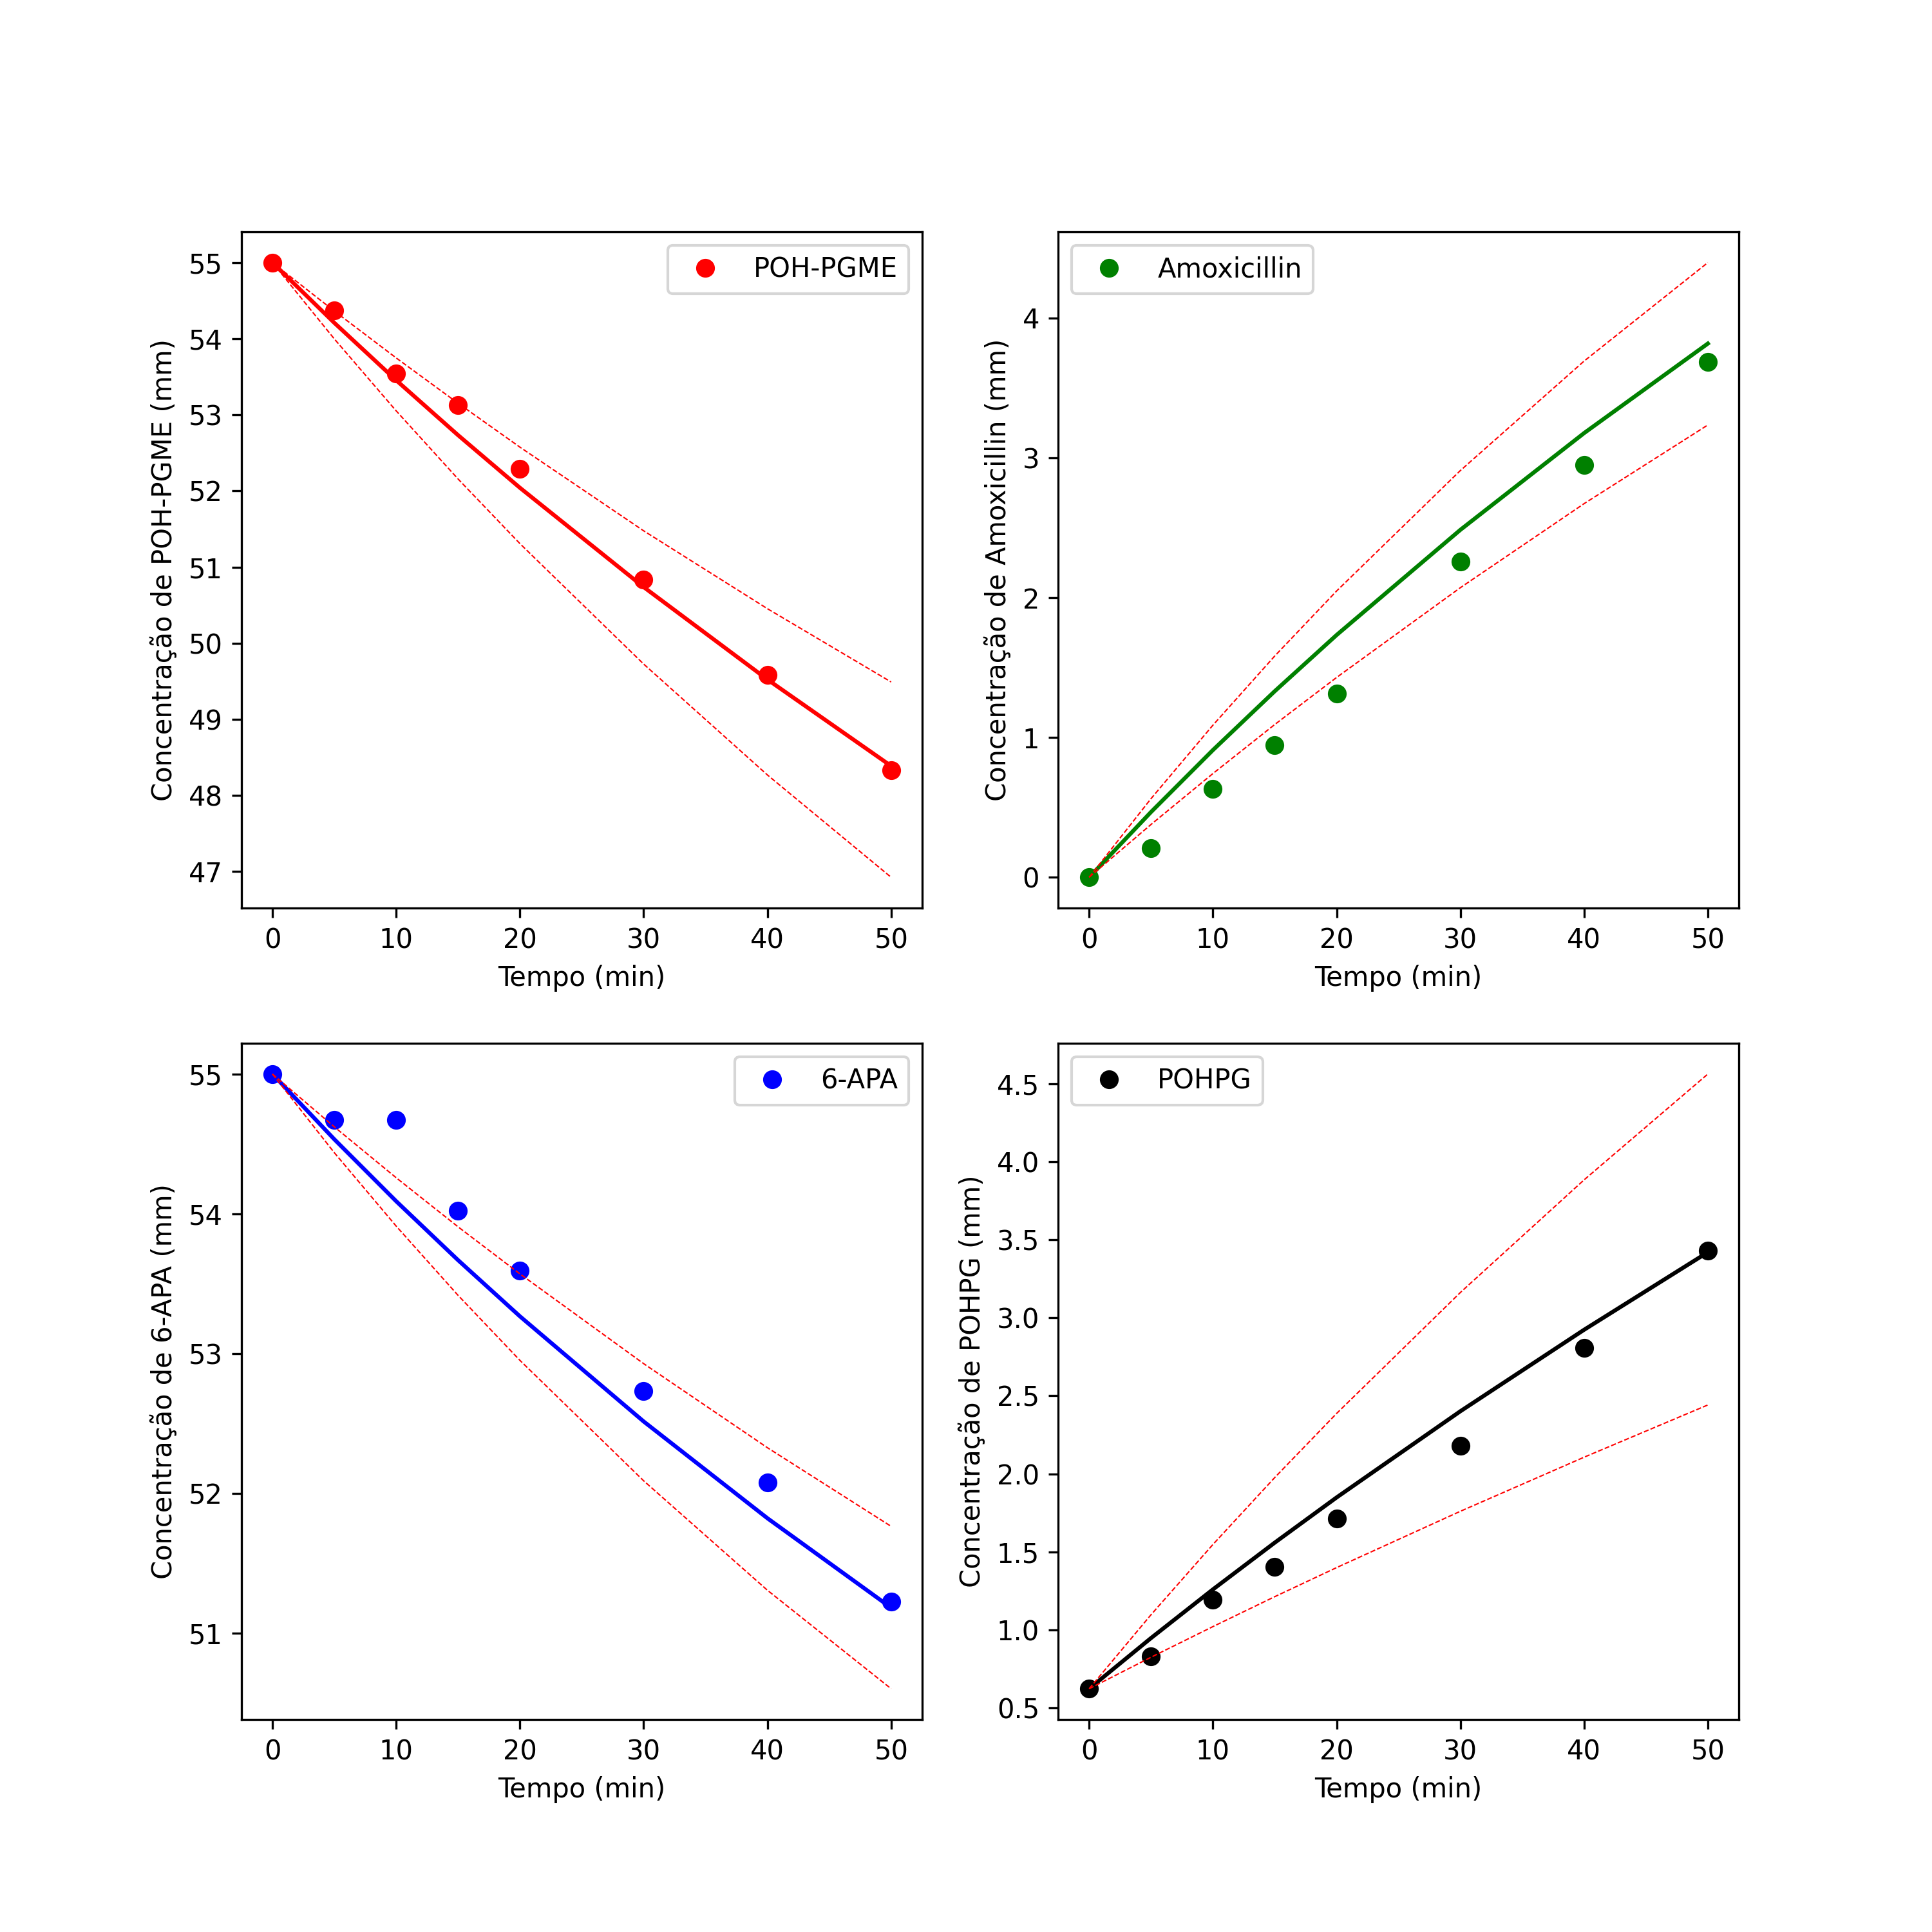 POH-PGME
Concentração de POH-PGME (mm)
55
54
53
52
51
50
49
48
47
0 10 20 30 40 50
Tempo (min)
Amoxicillin
Concentração de Amoxicillin (mm)
4
3
2
1
0
0 10 20 30 40 50
Tempo (min)
6-APA
Concentração de 6-APA (mm)
55
54
53
52
51
0 10 20 30 40 50
Tempo (min)
POHPG
Concentração de POHPG (mm)
4.5
4.0
3.5
3.0
2.5
2.0
1.5
1.0
0.5
0 10 20 30 40 50
Tempo (min)